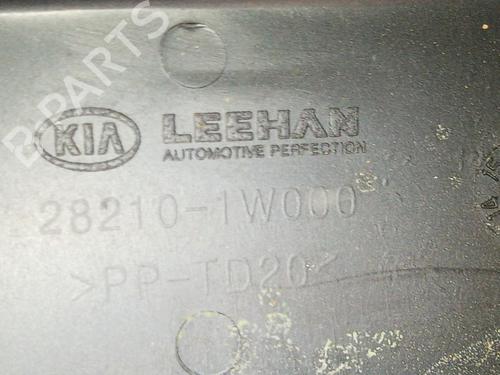 B-PARTS
KIA LEEHAN
AUTOMOTIVE PERFECTION
28210-1W000
>PP-TD20<